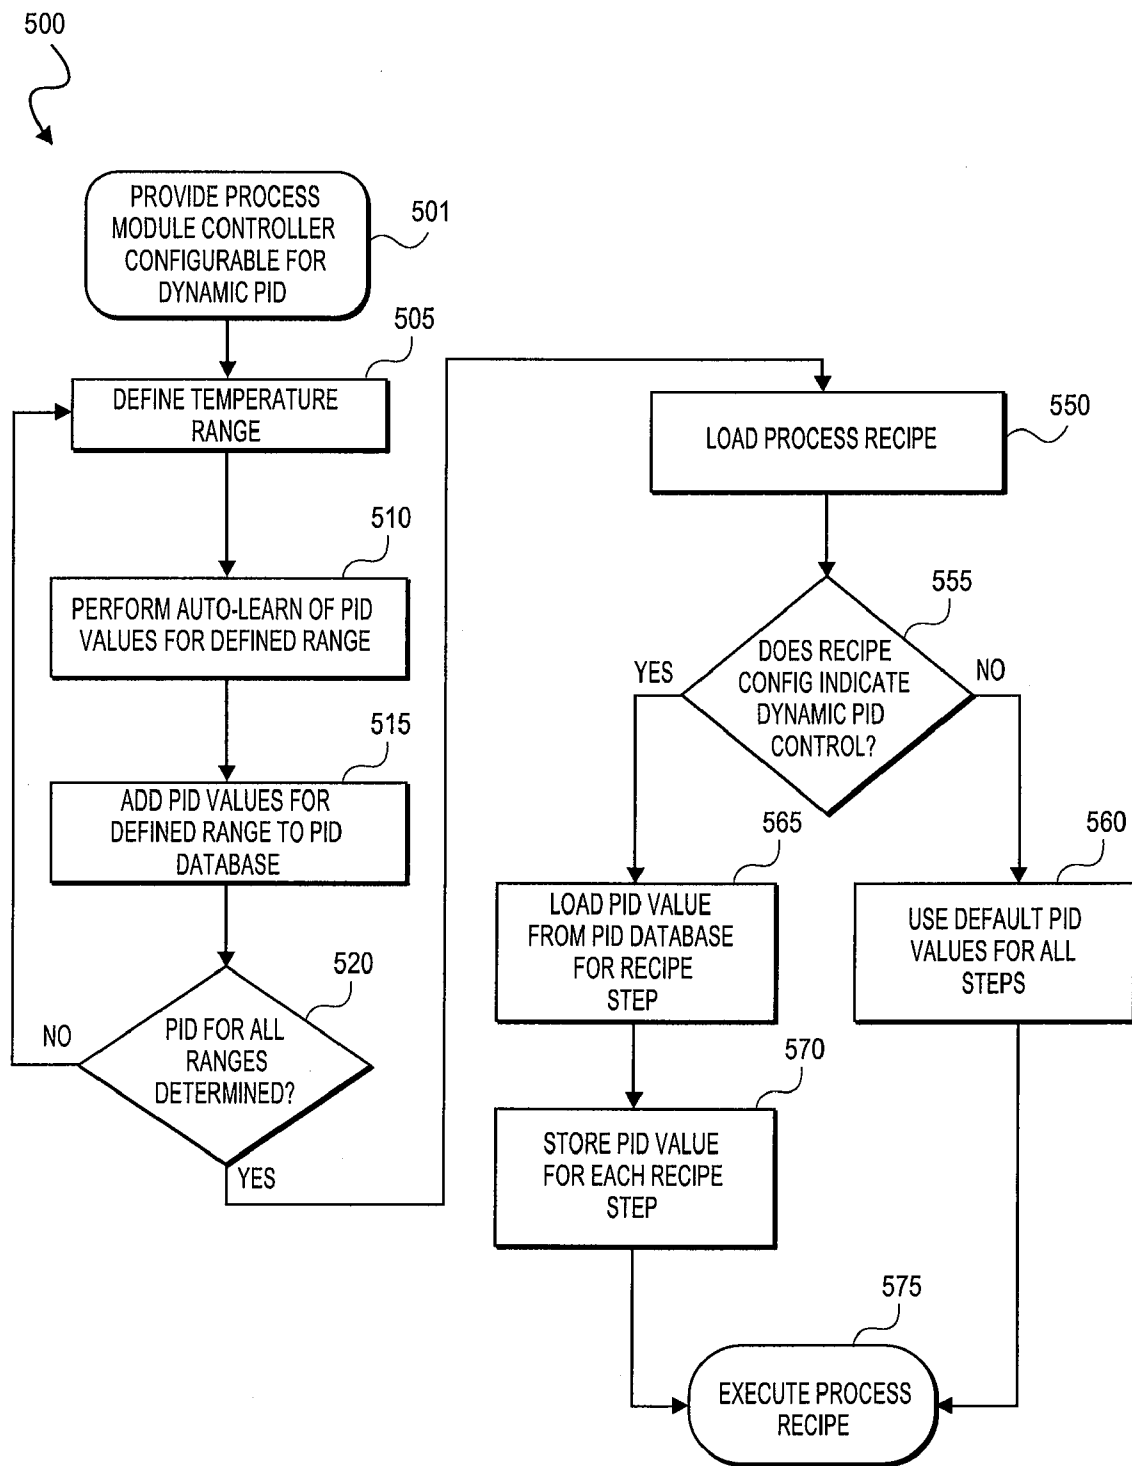 500
PROVIDE PROCESS
MODULE CONTROLLER
CONFIGURABLE FOR
DYNAMIC PID
501
505
DEFINE TEMPERATURE
RANGE
510
PERFORM AUTO-LEARN OF PID
VALUES FOR DEFINED RANGE
515
ADD PID VALUES FOR
DEFINED RANGE TO PID
DATABASE
520
NO
PID FOR ALL
RANGES
DETERMINED?
YES
LOAD PROCESS RECIPE
550
555
YES
DOES RECIPE
CONFIG INDICATE
DYNAMIC PID
CONTROL?
NO
565
LOAD PID VALUE
FROM PID DATABASE
FOR RECIPE
STEP
560
USE DEFAULT PID
VALUES FOR ALL
STEPS
570
STORE PID VALUE
FOR EACH RECIPE
STEP
575
EXECUTE PROCESS
RECIPE